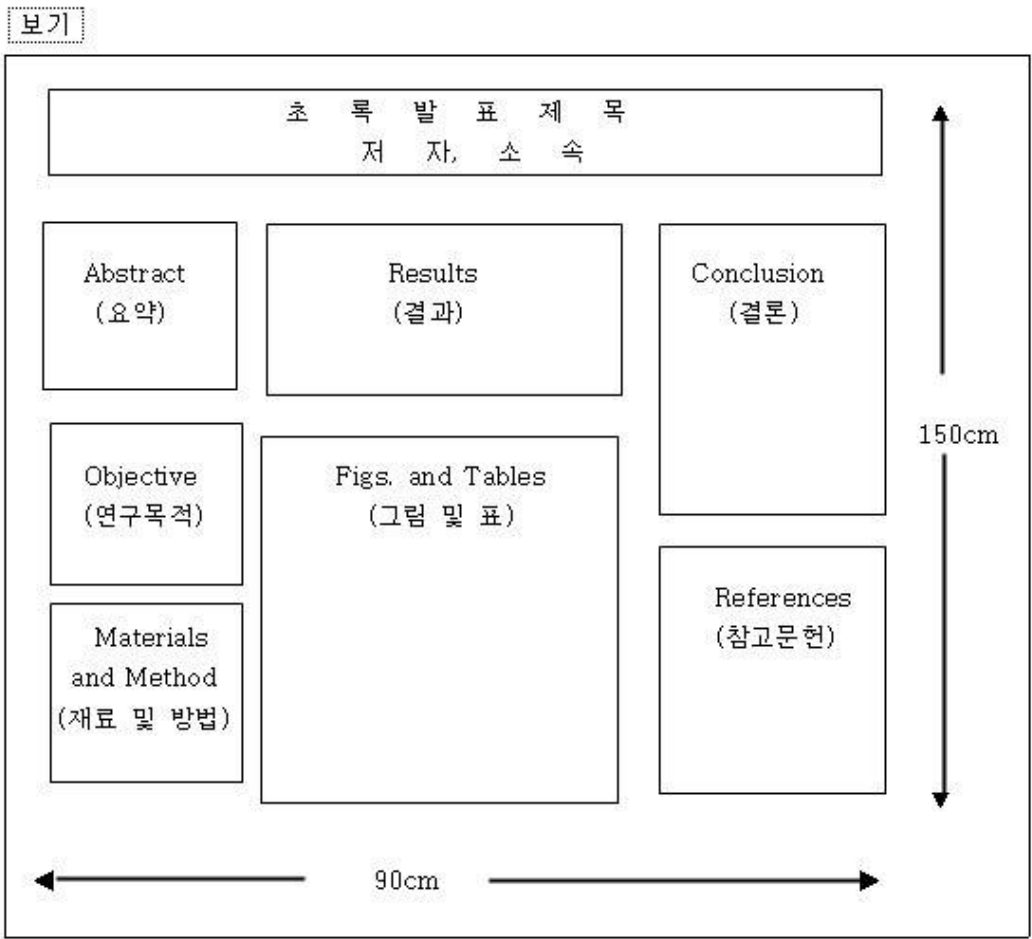 보기
초 록 발 표 제 목
저 자, 소 속
Abstract
(요약)
Objective
(연구목적)
Materials
and Method
(재료 및 방법)
Results
(결과)
Figs. and Tables
(그림 및 표)
Conclusion
(결론)
References
(참고문헌)
150cm
90cm